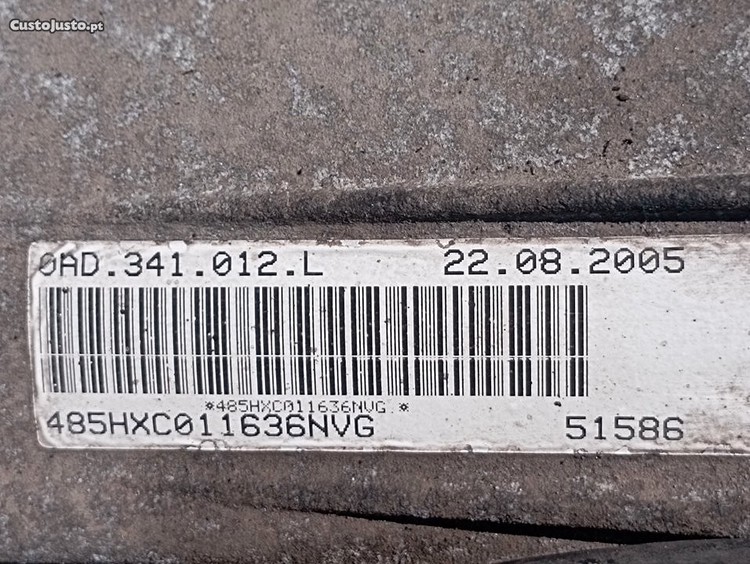 CustoJusto.pt
0AD.341.012.L 22.08.2005
*485HXC011636NVG *
485HXC011636NVG 51586